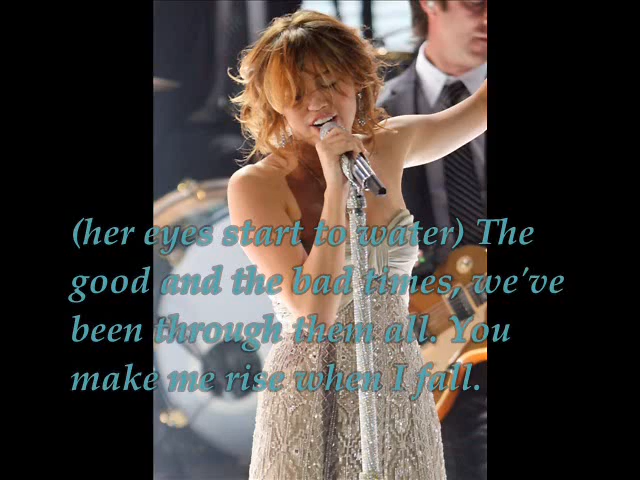 (her eyes start to water) The
good and the bad times, we've
been through them all. You
make me rise when I fall.